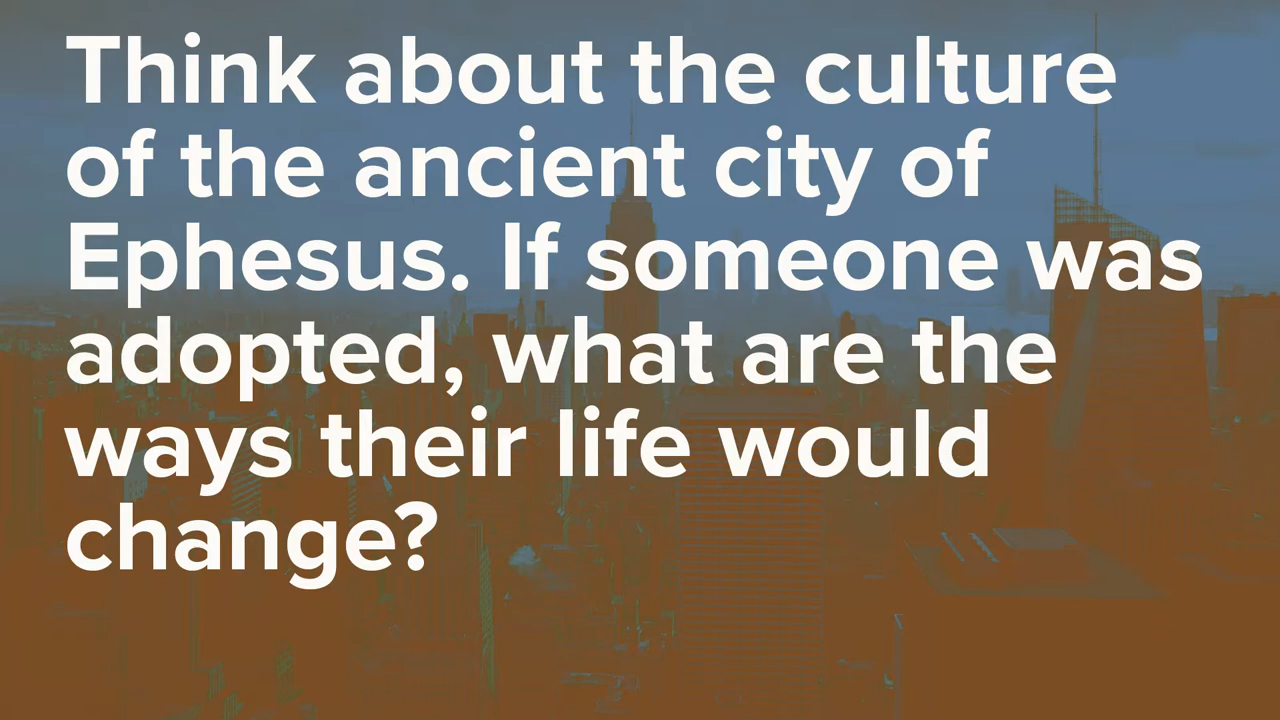 Think about the culture
of the ancient city of
Ephesus. If someone was
adopted, what are the
ways their life would
change?